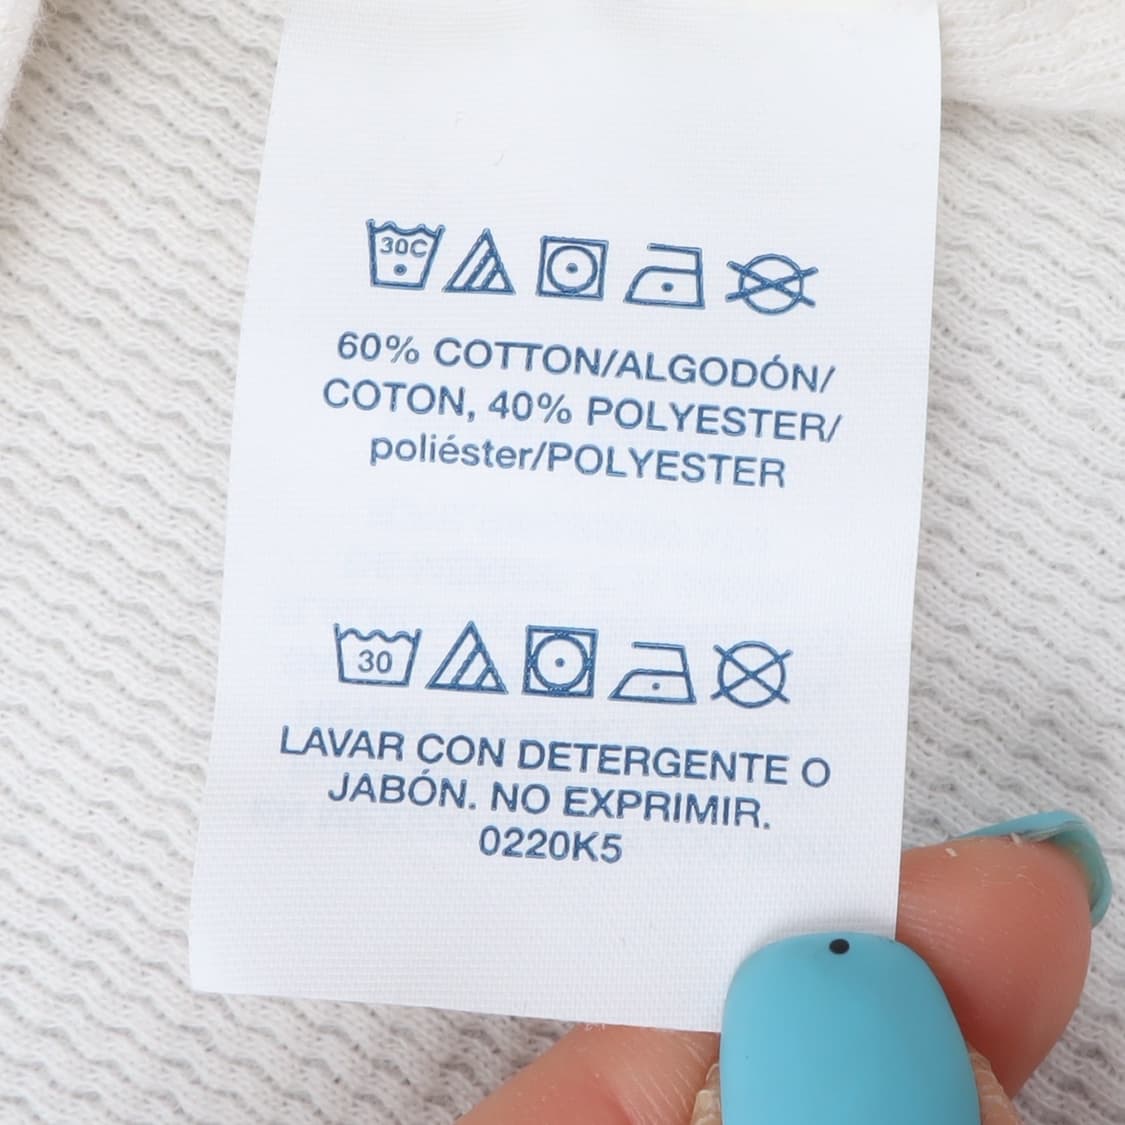 30C
60% COTTON/ALGODÓN/
COTON, 40% POLYESTER/
poliéster/POLYESTER
30
LAVAR CON DETERGENTE O
JABÓN. NO EXPRIMIR.
0220K5